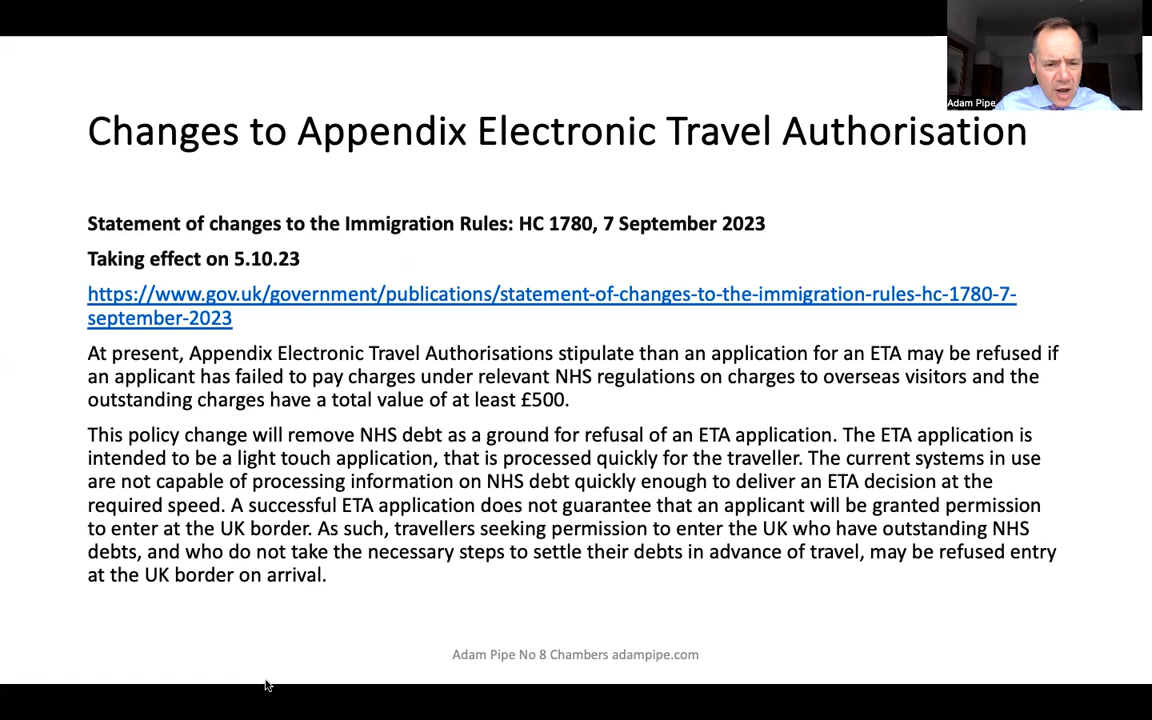 Adam Pipe
Changes to Appendix Electronic Travel Authorisation
Statement of changes to the Immigration Rules: HC 1780, 7 September 2023
Taking effect on 5.10.23
https://www.gov.uk/government/publications/statement-of-changes-to-the-immigration-rules-hc-1780-7-
september-2023
At present, Appendix Electronic Travel Authorisations stipulate than an application for an ETA may be refused if
an applicant has failed to pay charges under relevant NHS regulations on charges to overseas visitors and the
outstanding charges have a total value of at least £500.
This policy change will remove NHS debt as a ground for refusal of an ETA application. The ETA application is
intended to be a light touch application, that is processed quickly for the traveller. The current systems in use
are not capable of processing information on NHS debt quickly enough to deliver an ETA decision at the
required speed. A successful ETA application does not guarantee that an applicant will be granted permission
to enter at the UK border. As such, travellers seeking permission to enter the UK who have outstanding NHS
debts, and who do not take the necessary steps to settle their debts in advance of travel, may be refused entry
at the UK border on arrival.
Adam Pipe No 8 Chambers adampipe.com